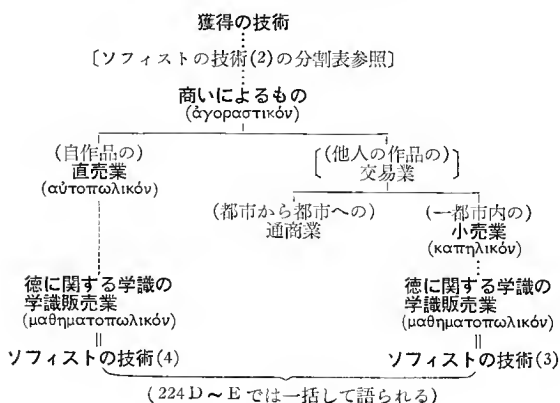 獲得の技術
〔ソフィストの技術(2)の分割表参照〕
商いによるもの
(ἀγοραστικόν)
(自作品の)
直売業
(αὐτοπωλικόν)
〔(他人の作品の)
交易業〕
(都市から都市への)
通商業
(一都市内の)
小売業
(καπηλικόν)
徳に関する学識の
学識販売業
(μαθηματοπωλικόν)
||
ソフィストの技術(4)
徳に関する学識の
学識販売業
(μαθηματοπωλικόν)
||
ソフィストの技術(3)
(224D～Eでは一括して語られる)